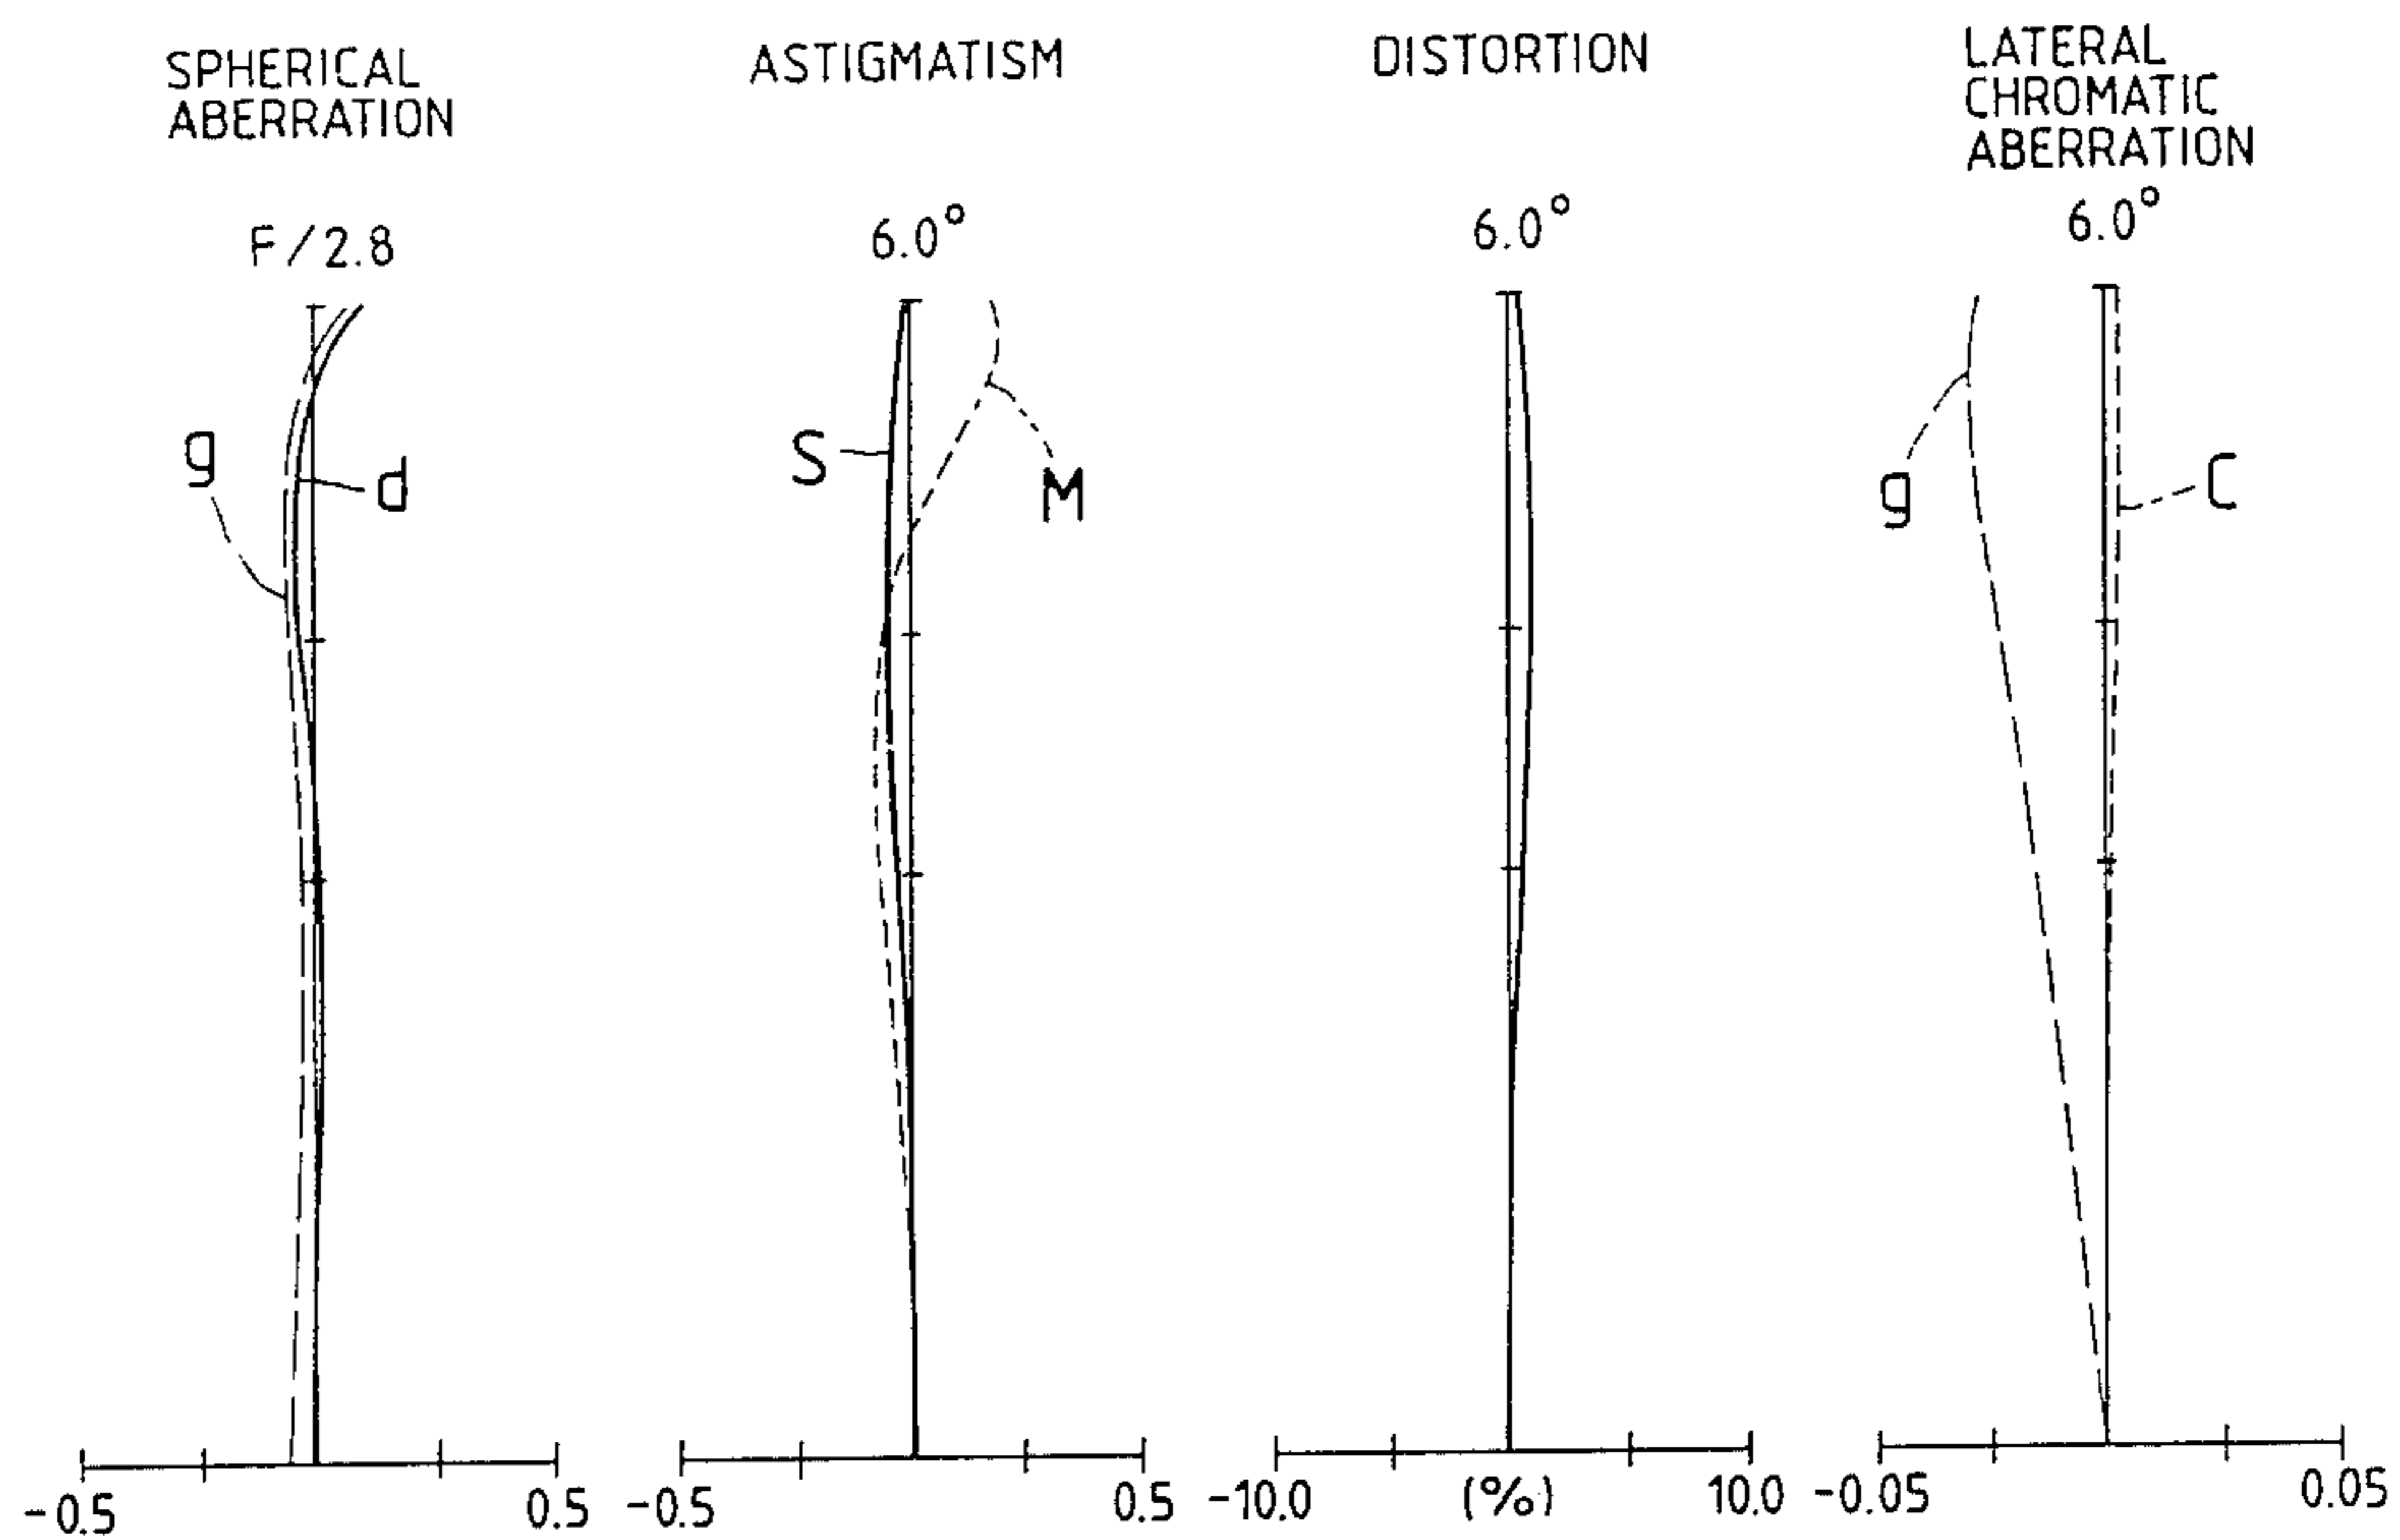 SPHERICAL
ABERRATION
F/2.8
g
d
-0.5
0.5
ASTIGMATISM
6.0°
S
M
-0.5
0.5
DISTORTION
6.0°
-10.0
(%)
10.0
LATERAL
CHROMATIC
ABERRATION
6.0°
g
C
-0.05
0.05